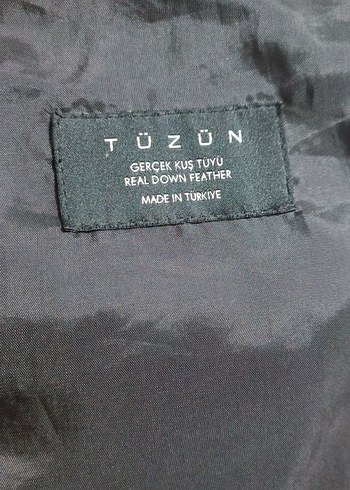 TÜZÜN
GERÇEK KUŞ TÜYÜ
REAL DOWN FEATHER
MADE IN TÜRKİYE